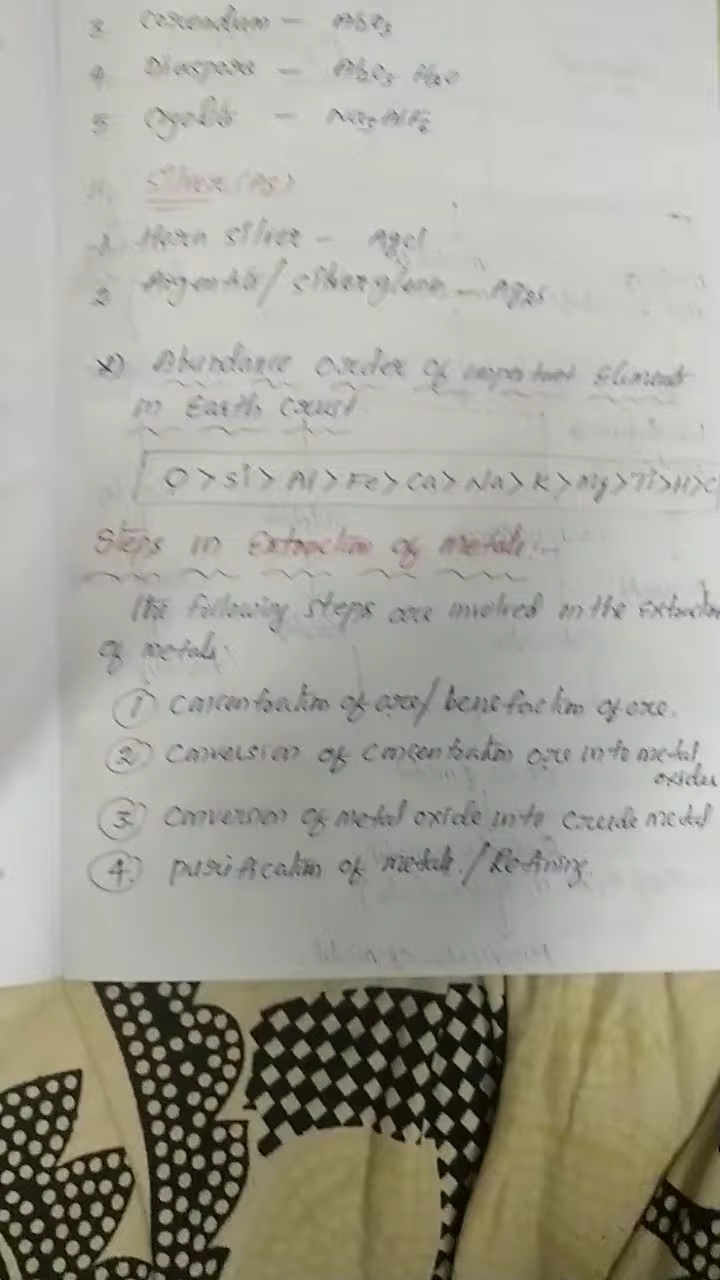 3. Corrundum - Al2O3
4. Diaspore - Al2O3 H2O
5. Cryolite - Na3AlF6
Silver (Ag)
1. Horn silver - Agcl
2. Argentite/ silverglance - Ag2S
x) Abundance order of important Elements
in Earth Crust
O > Si > Al > Fe > Ca > Na > K > Mg > Ti > H > C
Steps in Extraction of metals:-
The following steps are involved in the extraction
of metals:
① Concentration of ore/ benefaction of ore.
② Conversion of concentration ore into metal
oxides
③ Conversion of metal oxide into crude metal
④ purification of metals./ Refining.